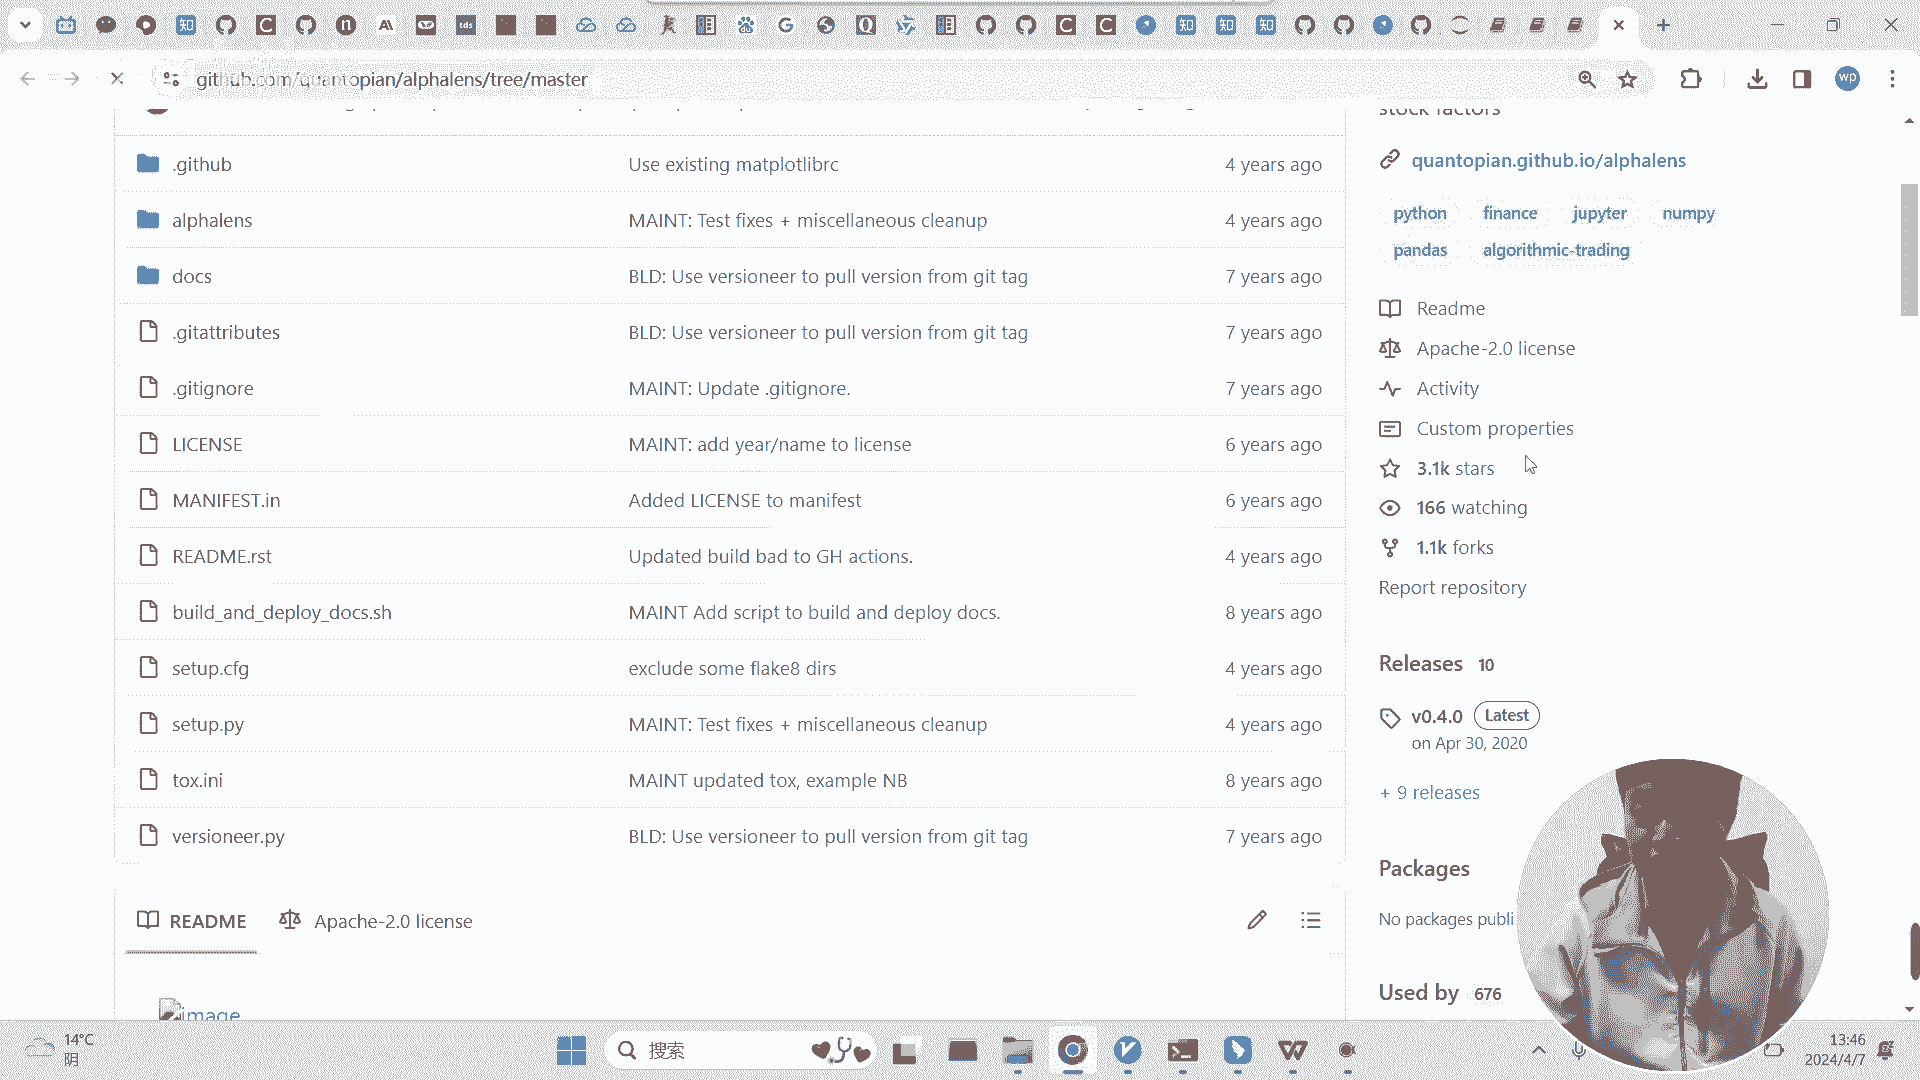 github.com/quantopian/alphalens/tree/master
wp
stock factors
.github Use existing matplotlibrc 4 years ago
alphalens MAINT: Test fixes + miscellaneous cleanup 4 years ago
docs BLD: Use versioneer to pull version from git tag 7 years ago
.gitattributes BLD: Use versioneer to pull version from git tag 7 years ago
.gitignore MAINT: Update .gitignore. 7 years ago
LICENSE MAINT: add year/name to license 6 years ago
MANIFEST.in Added LICENSE to manifest 6 years ago
README.rst Updated build bad to GH actions. 4 years ago
build_and_deploy_docs.sh MAINT Add script to build and deploy docs. 8 years ago
setup.cfg exclude some flake8 dirs 4 years ago
setup.py MAINT: Test fixes + miscellaneous cleanup 4 years ago
tox.ini MAINT updated tox, example NB 8 years ago
versioneer.py BLD: Use versioneer to pull version from git tag 7 years ago
README Apache-2.0 license
image
quantopian.github.io/alphalens
python finance jupyter numpy
pandas algorithmic-trading
Readme
Apache-2.0 license
Activity
Custom properties
3.1k stars
166 watching
1.1k forks
Report repository
Releases 10
v0.4.0 Latest
on Apr 30, 2020
+ 9 releases
Packages
No packages publi
Used by 676
14°C
阴
搜索
13:46
2024/4/7